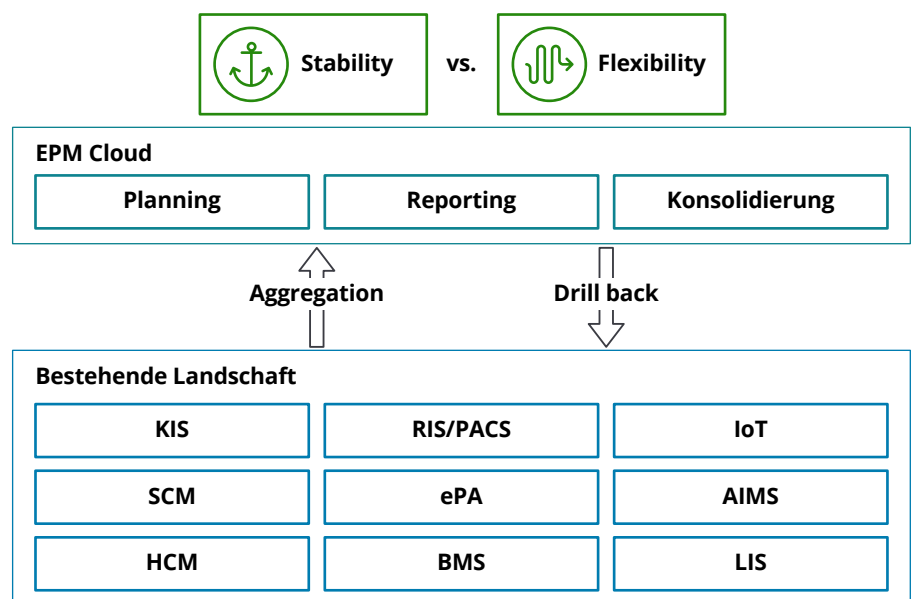 Stability vs. Flexibility
EPM Cloud
Planning Reporting Konsolidierung
Aggregation Drill back
Bestehende Landschaft
KIS RIS/PACS IoT
SCM ePA AIMS
HCM BMS LIS